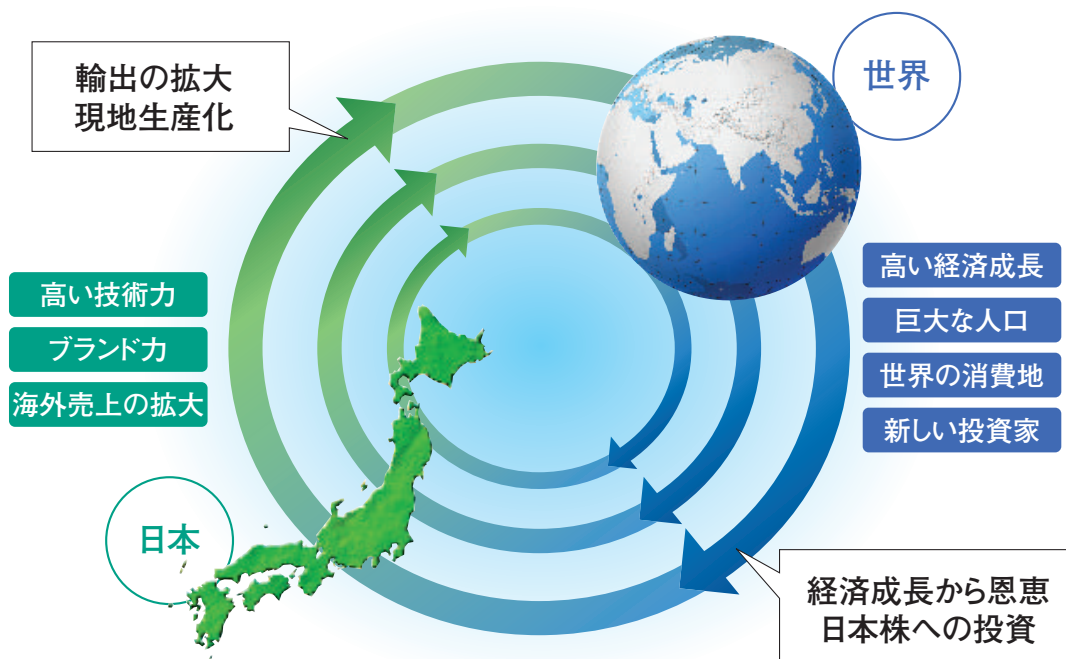 輸出の拡大
現地生産化
世界
高い技術力
ブランド力
海外売上の拡大
高い経済成長
巨大な人口
世界の消費地
新しい投資家
日本
経済成長から恩恵
日本株への投資